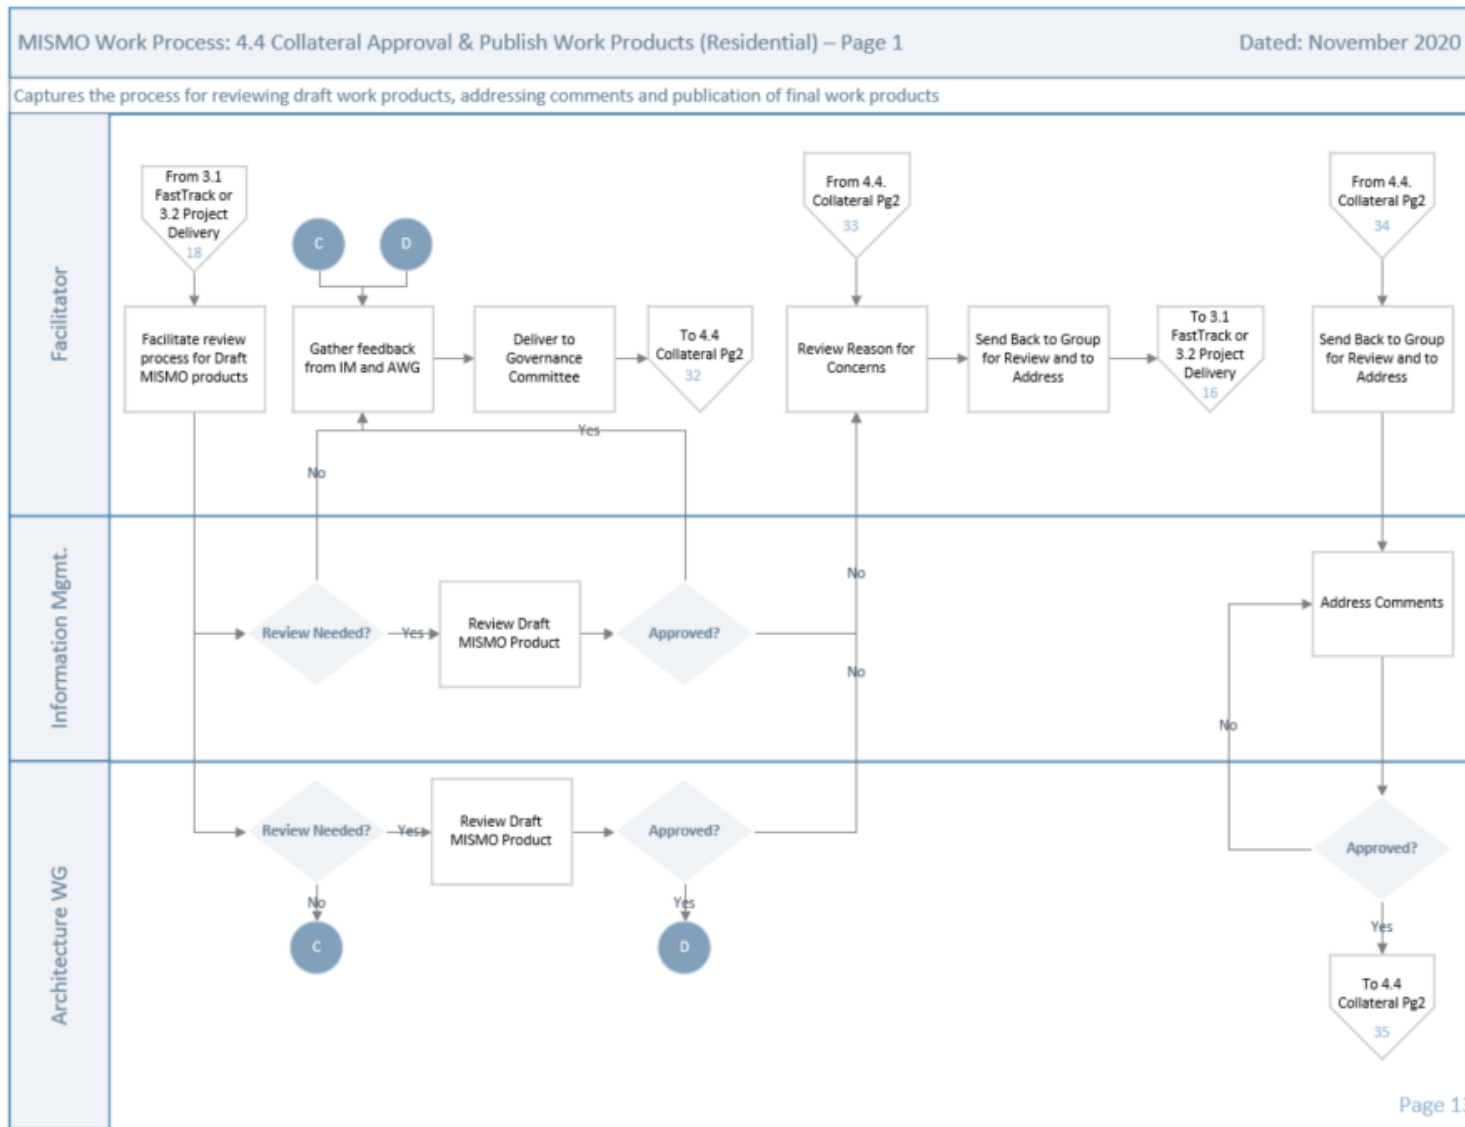 MISMO Work Process: 4.4 Collateral Approval & Publish Work Products (Residential) – Page 1
Dated: November 2020
Captures the process for reviewing draft work products, addressing comments and publication of final work products
Facilitator
From 3.1
FastTrack or
3.2 Project
Delivery
18
C
D
From 4.4.
Collateral Pg2
33
From 4.4.
Collateral Pg2
34
Facilitate review
process for Draft
MISMO products
Gather feedback
from IM and AWG
Deliver to
Governance
Committee
To 4.4
Collateral Pg2
32
Review Reason for
Concerns
Send Back to Group
for Review and to
Address
To 3.1
FastTrack or
3.2 Project
Delivery
16
Send Back to Group
for Review and to
Address
Yes
No
Information Mgmt.
No
Review Needed?
Yes
Review Draft
MISMO Product
Approved?
Address Comments
No
No
Architecture WG
Review Needed?
Yes
Review Draft
MISMO Product
Approved?
Approved?
No
Yes
Yes
C
D
To 4.4
Collateral Pg2
35
Page 13